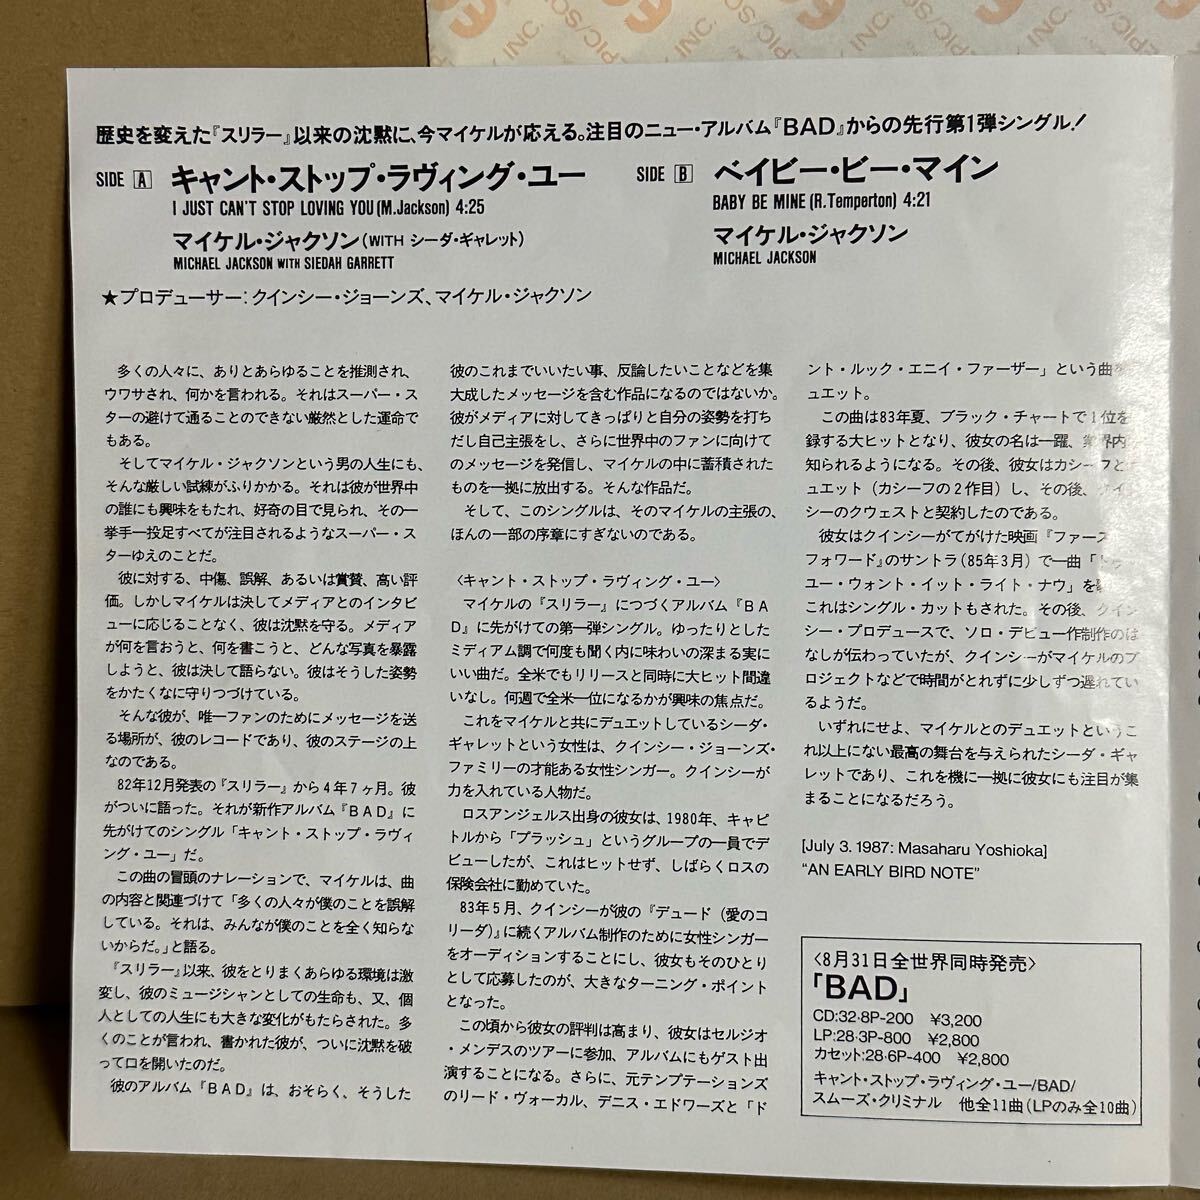 歴史を変えた『スリラー』以来の沈黙に、今マイケルが応える。注目のニュー・アルバム『BAD』からの先行第1弾シングル!
SIDE A キャント・ストップ・ラヴィング・ユー
I JUST CAN'T STOP LOVING YOU (M.Jackson) 4:25
マイケル・ジャクソン(WITH シーダ・ギャレット)
MICHAEL JACKSON WITH SIEDAH GARRETT
SIDE B ベイビー・ビー・マイン
BABY BE MINE (R.Temperton) 4:21
マイケル・ジャクソン
MICHAEL JACKSON
★プロデューサー:クインシー・ジョーンズ、マイケル・ジャクソン
多くの人々に、ありとあらゆることを推測され、
ウワサされ、何かを言われる。それはスーパー・ス
ターの避けて通ることのできない厳然とした運命で
もある。
そしてマイケル・ジャクソンという男の人生にも、
そんな厳しい試練がふりかかる。それは彼が世界中
の誰にも興味をもたれ、好奇の目で見られ、その一
挙手一投足すべてが注目されるようなスーパー・ス
ターゆえのことだ。
彼に対する、中傷、誤解、あるいは賞賛、高い評
価。しかしマイケルは決してメディアとのインタビ
ューに応じることなく、彼は沈黙を守る。メディア
が何を言おうと、何を書こうと、どんな写真を暴露
しようと、彼は決して語らない。彼はそうした姿勢
をかたくなに守りつづけている。
そんな彼が、唯一ファンのためにメッセージを送
る場所が、彼のレコードであり、彼のステージの上
なのである。
82年12月発表の『スリラー』から4年7ヶ月。彼
がついに語った。それが新作アルバム『BAD』に
先がけてのシングル「キャント・ストップ・ラヴィ
ング・ユー」だ。
この曲の冒頭のナレーションで、マイケルは、曲
の内容と関連づけて「多くの人々が僕のことを誤解
している。それは、みんなが僕のことを全く知らな
いからだ。」と語る。
『スリラー』以来、彼をとりまくあらゆる環境は激
変し、彼のミュージシャンとしての生命も、又、個
人としての人生にも大きな変化がもたらされた。多
くのことが言われ、書かれた彼が、ついに沈黙を破
って口を開いたのだ。
彼のアルバム『BAD』は、おそらく、そうした
彼のこれまでいいたい事、反論したいことなどを集
大成したメッセージを含む作品になるのではないか。
彼がメディアに対してきっぱりと自分の姿勢を打ち
だし自己主張をし、さらに世界中のファンに向けて
のメッセージを発信し、マイケルの中に蓄積された
ものを一拠に放出する。そんな作品だ。
そして、このシングルは、そのマイケルの主張の、
ほんの一部の序章にすぎないのである。
〈キャント・ストップ・ラヴィング・ユー〉
マイケルの『スリラー』につづくアルバム『BA
D』に先がけての第一弾シングル。ゆったりとした
ミディアム調で何度も聞く内に味わいの深まる実に
いい曲だ。全米でもリリースと同時に大ヒット間違
いなし。何週で全米一位になるかが興味の焦点だ。
これをマイケルと共にデュエットしているシーダ・
ギャレットという女性は、クインシー・ジョーンズ・
ファミリーの才能ある女性シンガー。クインシーが
力を入れている人物だ。
ロスアンジェルス出身の彼女は、1980年、キャピ
トルから「プラッシュ」というグループの一員でデ
ビューしたが、これはヒットせず、しばらくロスの
保険会社に勤めていた。
83年5月、クインシーが彼の『デュード(愛のコ
リーダ)』に続くアルバム制作のために女性シンガー
をオーディションすることにし、彼女もそのひとり
として応募したのが、大きなターニング・ポイント
となった。
この頃から彼女の評判は高まり、彼女はセルジオ
・メンデスのツアーに参加、アルバムにもゲスト出
演することになる。さらに、元テンプテーションズ
のリード・ヴォーカル、デニス・エドワーズと「ド
ント・ルック・エニイ・ファーザー」という曲を
ュエット。
この曲は83年夏、ブラック・チャートで1位を
録する大ヒットとなり、彼女の名は一躍、業界内
知られるようになる。その後、彼女はカシーフと
ュエット(カシーフの2作目)し、その後、クイン
シーのクウェストと契約したのである。
彼女はクインシーがてがけた映画『ファースト
フォワード』のサントラ(85年3月)で一曲「
ユー・ウォント・イット・ライト・ナウ」を
これはシングル・カットもされた。その後、クイン
シー・プロデュースで、ソロ・デビュー作制作のは
なしが伝わっていたが、クインシーがマイケルのプ
ロジェクトなどで時間がとれずに少しずつ遅れてい
るようだ。
いずれにせよ、マイケルとのデュエットというこ
れ以上にない最高の舞台を与えられたシーダ・ギャ
レットであり、これを機に一拠に彼女にも注目が集
まることになるだろう。
[July 3. 1987: Masaharu Yoshioka]
“AN EARLY BIRD NOTE”
〈8月31日全世界同時発売〉
「BAD」
CD:32·8P-200 ¥3,200
LP:28·3P-800 ¥2,800
カセット:28·6P-400 ¥2,800
キャント・ストップ・ラヴィング・ユー/BAD/
スムーズ・クリミナル 他全11曲(LPのみ全10曲)